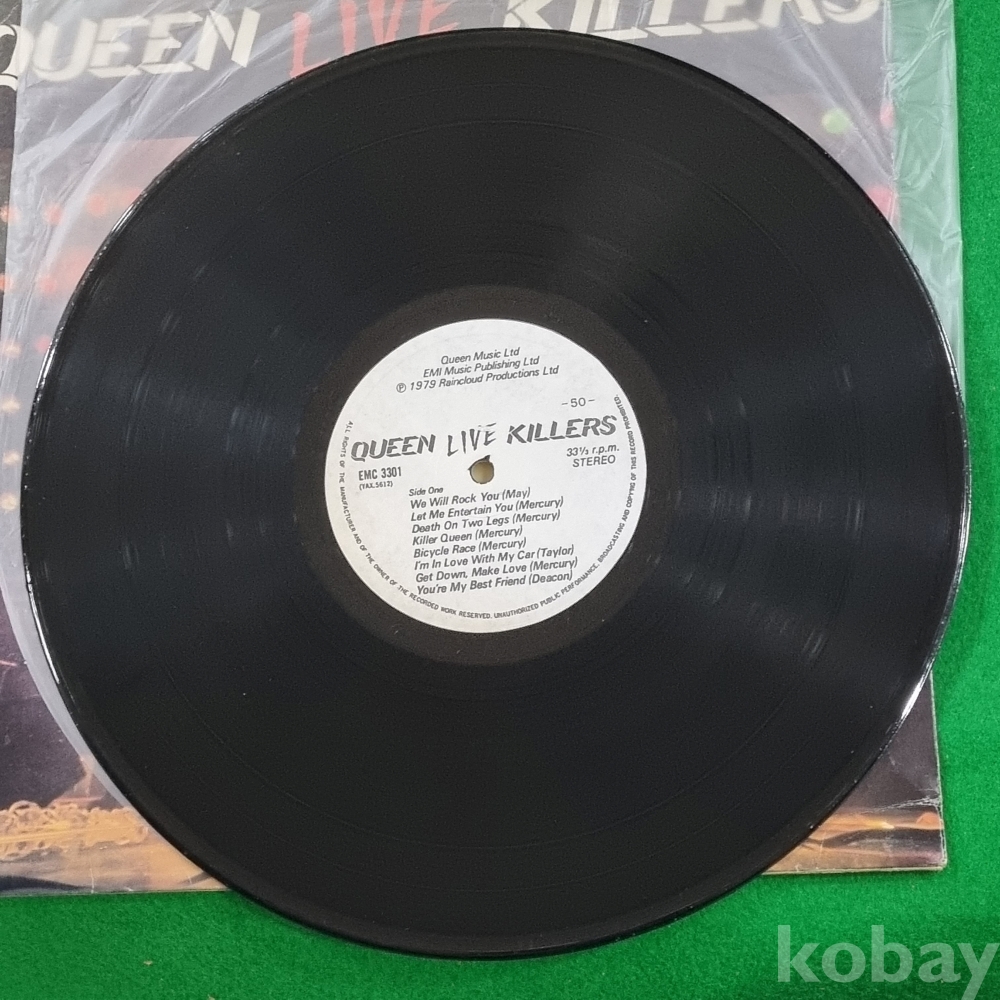 QUEEN LIVE KILLERS
Queen Music Ltd
EMI Music Publishing Ltd
℗ 1979 Raincloud Productions Ltd
-50-
QUEEN LIVE KILLERS
EMC 3301
(YAX.5612)
33⅓ r.p.m.
STEREO
Side One
We Will Rock You (May)
Let Me Entertain You (Mercury)
Death On Two Legs (Mercury)
Killer Queen (Mercury)
Bicycle Race (Mercury)
I'm In Love With My Car (Taylor)
Get Down, Make Love (Mercury)
You're My Best Friend (Deacon)
ALL RIGHTS OF THE MANUFACTURER AND OF THE OWNER OF THE RECORDED WORK RESERVED. UNAUTHORIZED PUBLIC PERFORMANCE, BROADCASTING AND COPYING OF THIS RECORD PROHIBITED.
kobay